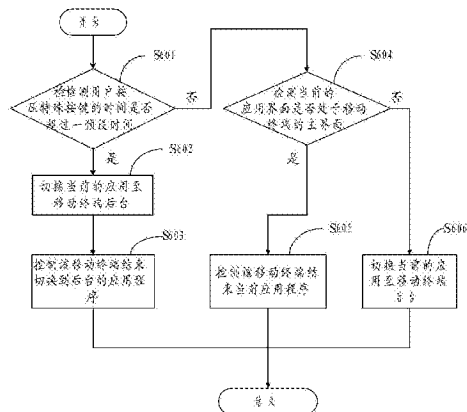 开始
S601
检检测用户按
压特殊按键的时间是否
超过一预设时间
否
S604
检测当前的
应用界面是否处于移动
终端的主界面
否
是
S602
切换当前的应用至
移动终端后台
是
S603
控制该移动终端结束
切换到后台的应用程
序
S605
控制该移动终端结
束当前应用程序
S606
切换当前的应
用至移动终端
后台